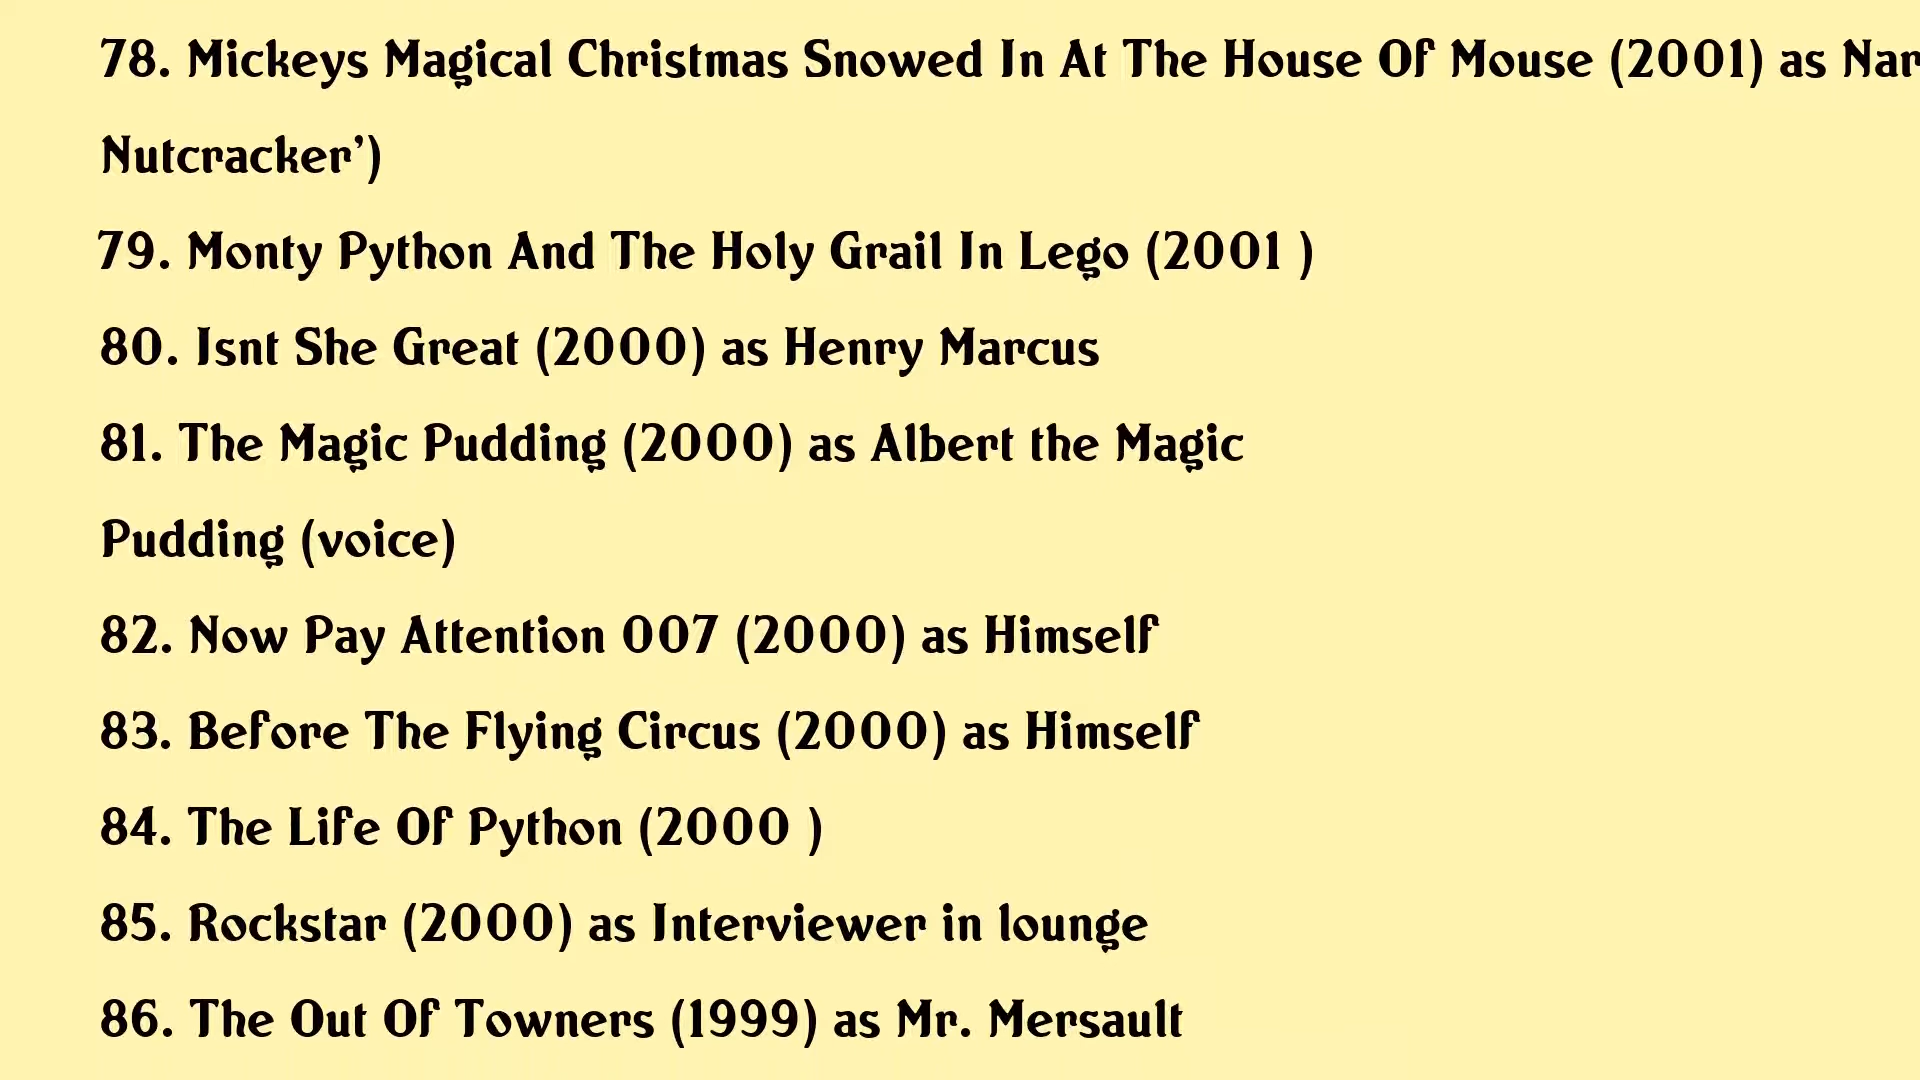 78. Mickeys Magical Christmas Snowed In At The House Of Mouse (2001) as
Nutcracker’)
79. Monty Python And The Holy Grail In Lego (2001 )
80. Isnt She Great (2000) as Henry Marcus
81. The Magic Pudding (2000) as Albert the Magic
Pudding (voice)
82. Now Pay Attention 007 (2000) as Himself
83. Before The Flying Circus (2000) as Himself
84. The Life Of Python (2000 )
85. Rockstar (2000) as Interviewer in lounge
86. The Out Of Towners (1999) as Mr. Mersault